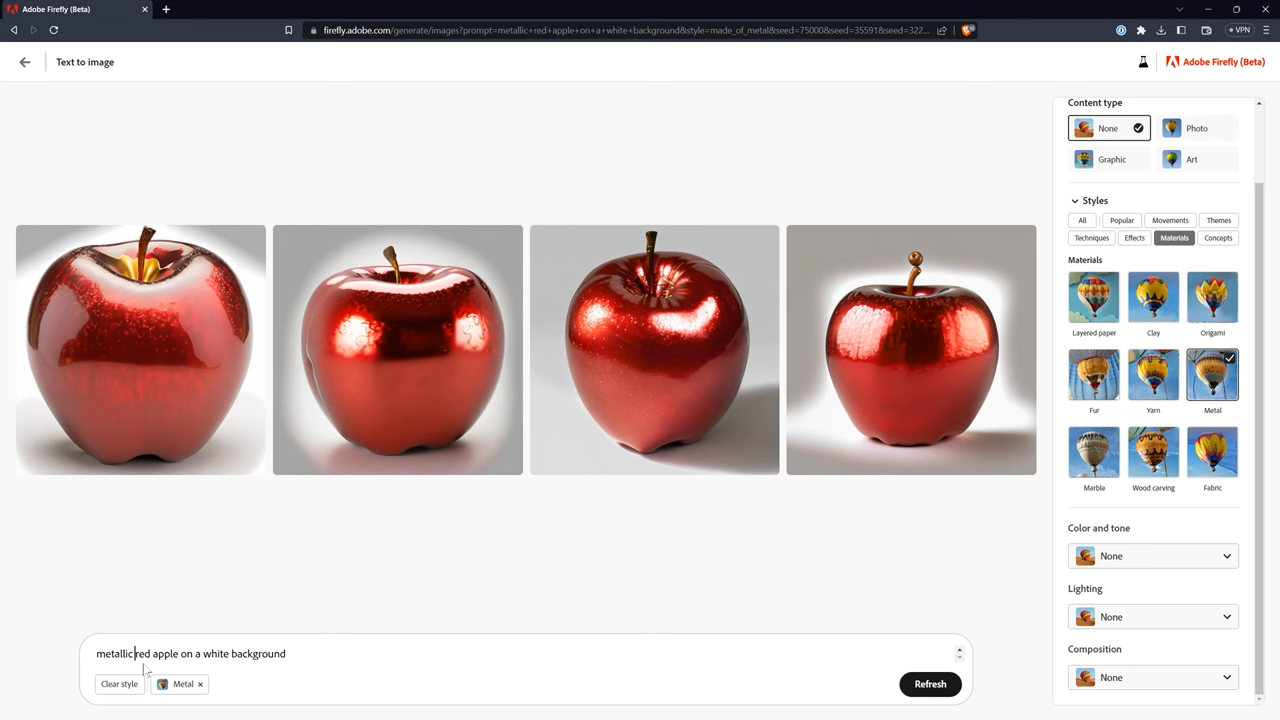 Adobe Firefly (Beta)
firefly.adobe.com/generate/images?prompt=metallic+red+apple+on+a+white+background&style=made_of_metal&seed=75000&seed=35591&seed=322...
VPN
Text to image
Adobe Firefly (Beta)
Content type
None
Photo
Graphic
Art
Styles
All
Popular
Movements
Themes
Techniques
Effects
Materials
Concepts
Materials
Layered paper
Clay
Origami
Fur
Yarn
Metal
Marble
Wood carving
Fabric
Color and tone
None
Lighting
None
Composition
None
metallic red apple on a white background
Clear style
Metal
Refresh